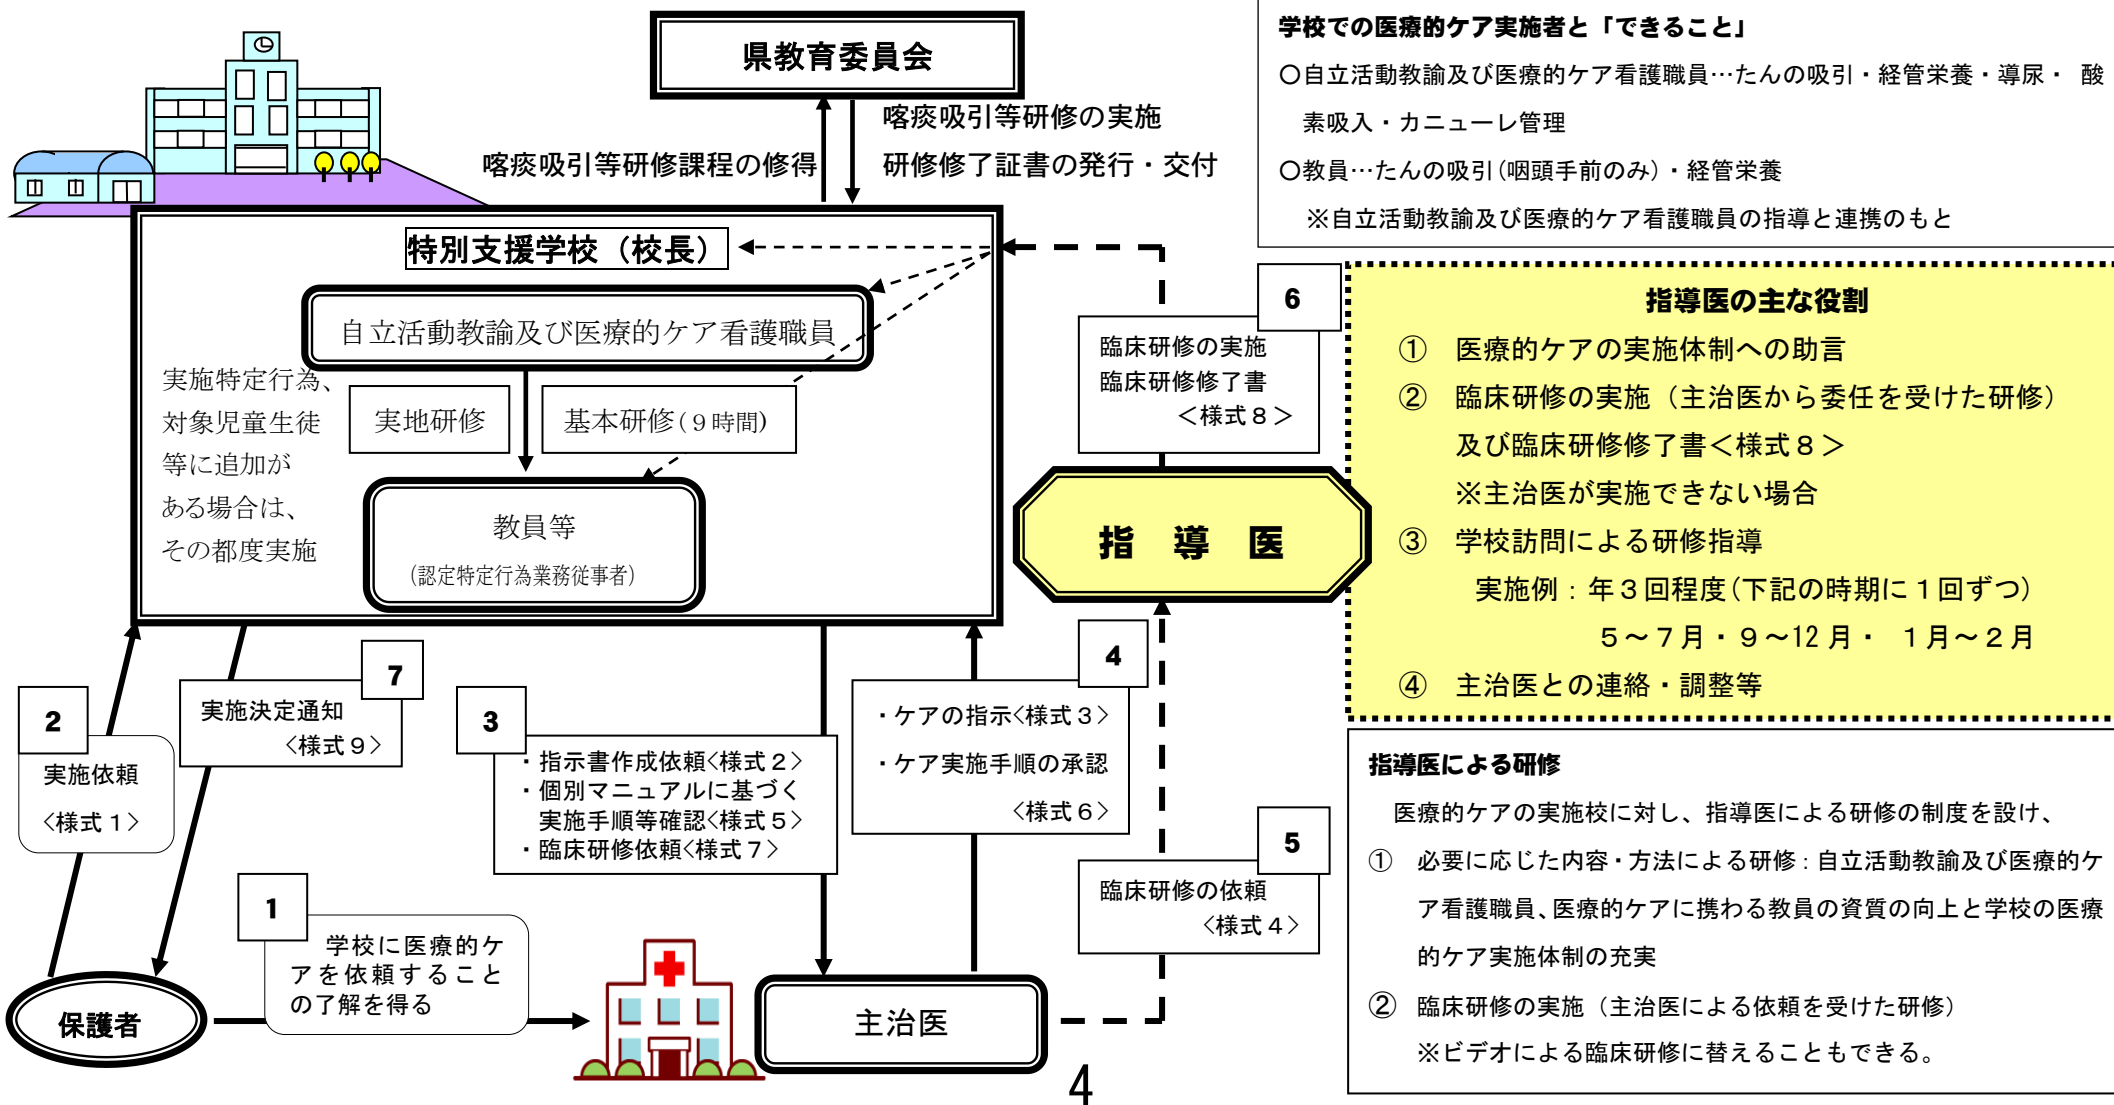 県教育委員会
喀痰吸引等研修課程の修得
喀痰吸引等研修の実施
研修修了証書の発行・交付
学校での医療的ケア実施者と「できること」
〇自立活動教諭及び医療的ケア看護職員…たんの吸引・経管栄養・導尿・ 酸
素吸入・カニューレ管理
〇教員…たんの吸引(咽頭手前のみ)・経管栄養
※自立活動教諭及び医療的ケア看護職員の指導と連携のもと
特別支援学校（校長）
自立活動教諭及び医療的ケア看護職員
実施特定行為、
対象児童生徒
等に追加が
ある場合は、
その都度実施
実地研修
基本研修(９時間)
教員等
(認定特定行為業務従事者)
6
臨床研修の実施
臨床研修修了書
＜様式８＞
指 導 医
指導医の主な役割
① 医療的ケアの実施体制への助言
② 臨床研修の実施（主治医から委任を受けた研修）
及び臨床研修修了書＜様式８＞
※主治医が実施できない場合
③ 学校訪問による研修指導
実施例：年３回程度(下記の時期に１回ずつ)
５～７月・９～12月・ １月～２月
④ 主治医との連絡・調整等
2
実施依頼
〈様式１〉
7
実施決定通知
〈様式９〉
3
・指示書作成依頼〈様式２〉
・個別マニュアルに基づく
実施手順等確認〈様式５〉
・臨床研修依頼〈様式７〉
4
・ケアの指示〈様式３〉
・ケア実施手順の承認
〈様式６〉
5
臨床研修の依頼
〈様式４〉
1
学校に医療的ケ
アを依頼すること
の了解を得る
保護者
主治医
指導医による研修
医療的ケアの実施校に対し、指導医による研修の制度を設け、
① 必要に応じた内容・方法による研修：自立活動教諭及び医療的ケ
ア看護職員、医療的ケアに携わる教員の資質の向上と学校の医療
的ケア実施体制の充実
② 臨床研修の実施（主治医による依頼を受けた研修）
※ビデオによる臨床研修に替えることもできる。
4